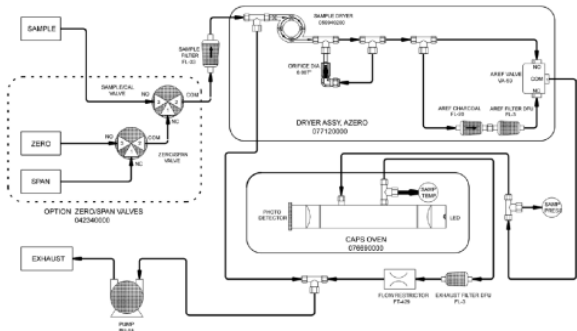 SAMPLE
SAMPLE
FILTER
SAMPLE DRYER
ORIFICE DIA
AREF VALVE
NO
COM
NC
AREF CHARCOAL
AREF FILTER DFU
DRYER ASSY, AZERO
077120000
SAMPLE/CAL
VALVE
NO
COM
NC
ZERO
NO
COM
NC
ZERO/SPAN
VALVE
SPAN
OPTION ZERO/SPAN VALVES
SAMP
TEMP
SAMP
PRESS
PHOTO
DETECTOR
LED
CAPS OVEN
EXHAUST
PUMP
FLOW RESTRICTOR
EXHAUST FILTER DFU
FL-3